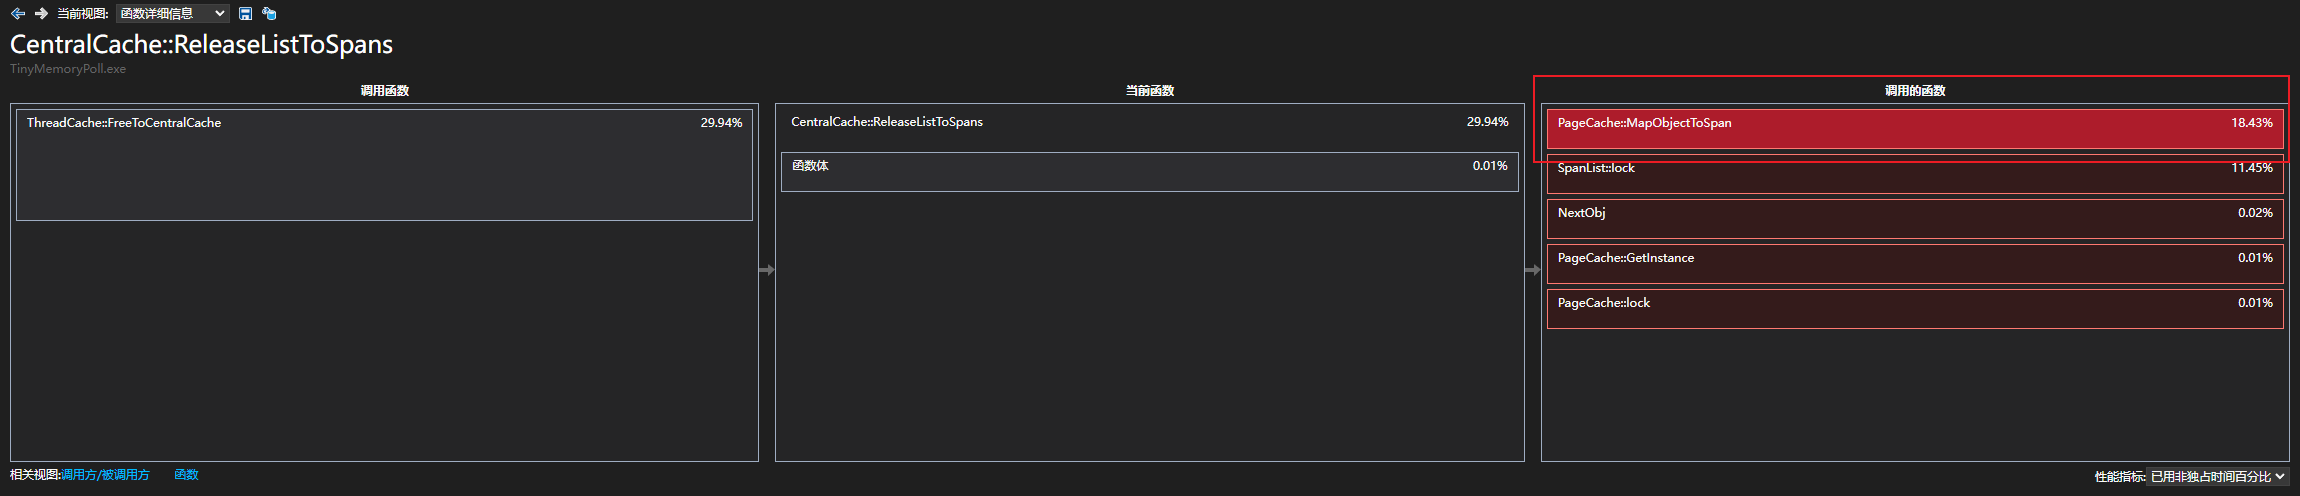 当前视图: 函数详细信息
CentralCache::ReleaseListToSpans
TinyMemoryPoll.exe
调用函数
ThreadCache::FreeToCentralCache 29.94%
当前函数
CentralCache::ReleaseListToSpans 29.94%
函数体 0.01%
调用的函数
PageCache::MapObjectToSpan 18.43%
SpanList::lock 11.45%
NextObj 0.02%
PageCache::GetInstance 0.01%
PageCache::lock 0.01%
相关视图:调用方/被调用方 函数
性能指标: 已用非独占时间百分比